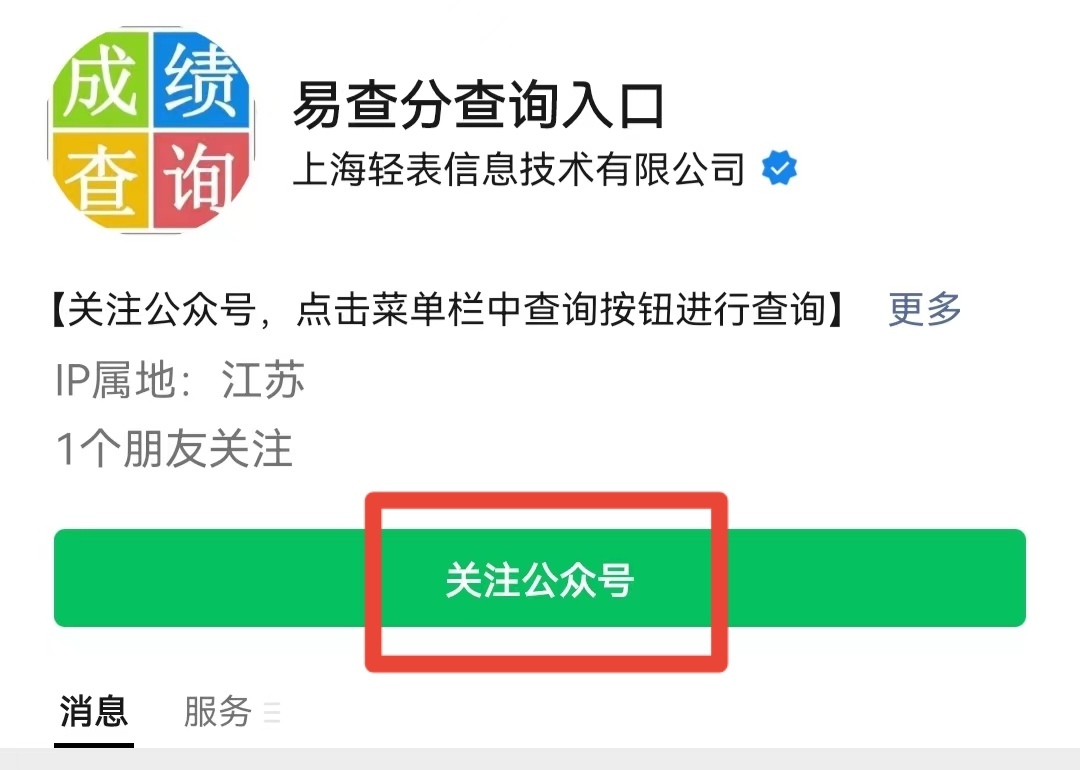 成绩
查询
易查分查询入口
上海轻表信息技术有限公司
【关注公众号，点击菜单栏中查询按钮进行查询】 更多
IP属地：江苏
1个朋友关注
关注公众号
消息 服务